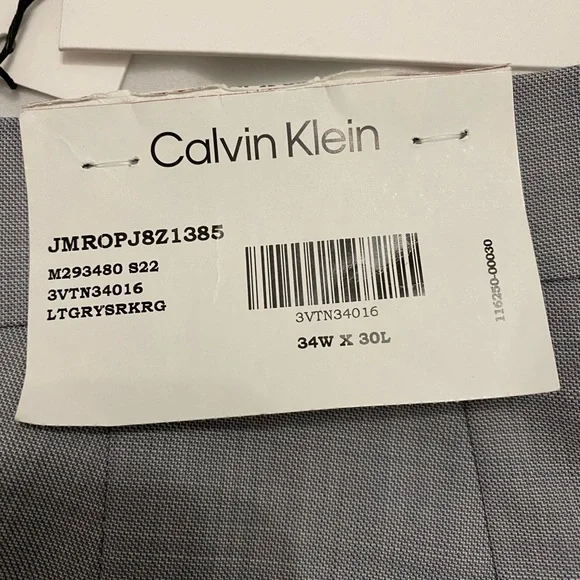 Calvin Klein
JMROPJ8Z1385
M293480 S22
3VTN34016
LTGRYSRKRG
3VTN34016
34W X 30L
116250-00030